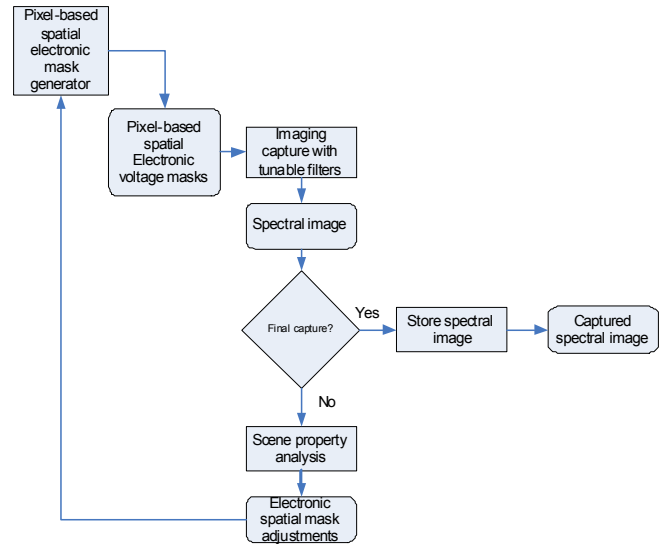 Pixel-based
spatial
electronic
mask
generator
Pixel-based
spatial
Electronic
voltage masks
Imaging
capture with
tunable filters
Spectral image
Final capture?
Yes
Store spectral
image
Captured
spectral image
No
Scene property
analysis
Electronic
spatial mask
adjustments